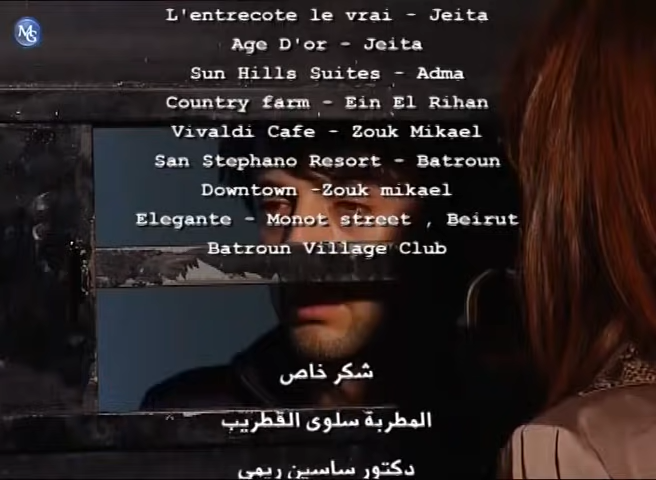 MG
L'entrecote le vrai - Jeita
Age D'or - Jeita
Sun Hills Suites - Adma
Country farm - Ein El Rihan
Vivaldi Cafe - Zouk Mikael
San Stephano Resort - Batroun
Downtown -Zouk mikael
Elegante - Monot street , Beirut
Batroun Village Club
شكر خاص
المطربة سلوى القطريب
دكتور ساسين ريمي